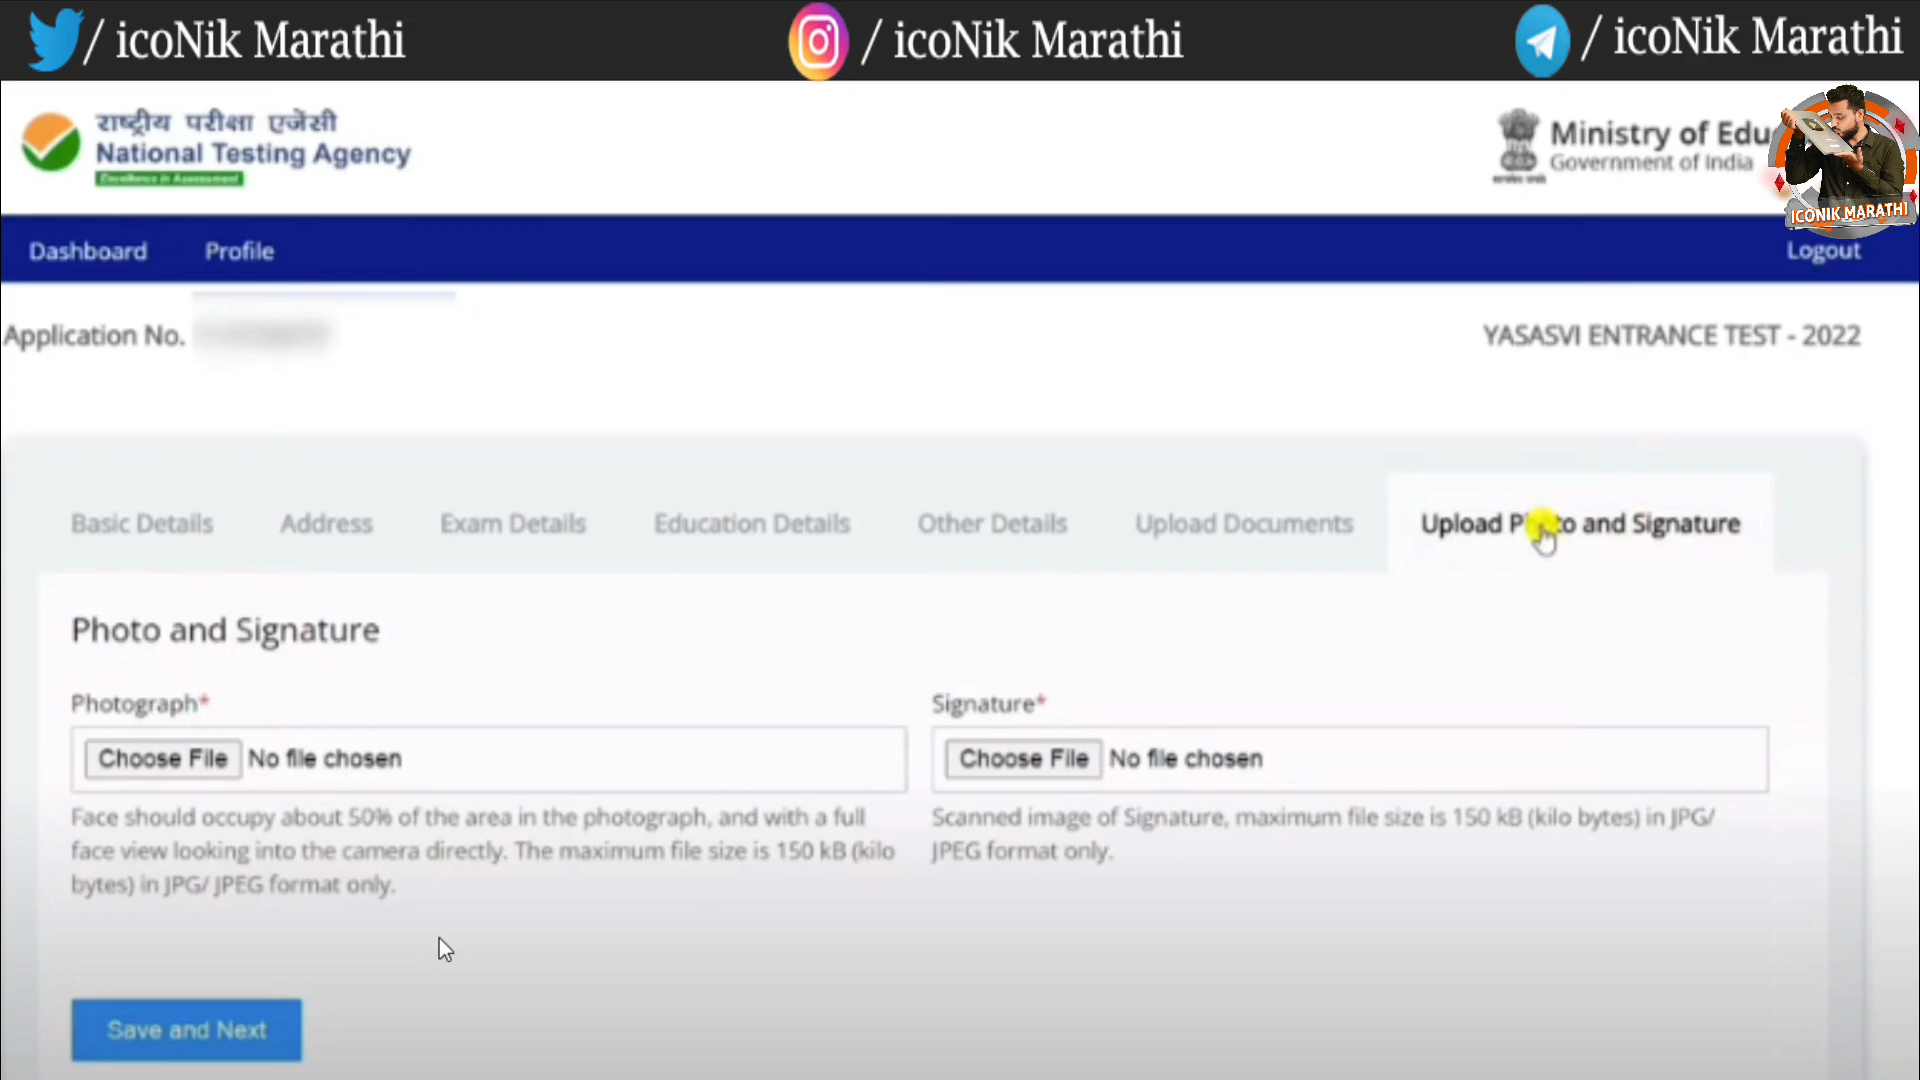 / icoNik Marathi
/ icoNik Marathi
/ icoNik Marathi
राष्ट्रीय परीक्षा एजेंसी
National Testing Agency
Excellence in Assessment
Ministry of Edu
Government of India
ICONIK MARATHI
Dashboard
Profile
Logout
Application No.
YASASVI ENTRANCE TEST - 2022
Basic Details
Address
Exam Details
Education Details
Other Details
Upload Documents
Upload Photo and Signature
Photo and Signature
Photograph*
Choose File No file chosen
Face should occupy about 50% of the area in the photograph, and with a full
face view looking into the camera directly. The maximum file size is 150 kB (kilo
bytes) in JPG/ JPEG format only.
Signature*
Choose File No file chosen
Scanned image of Signature, maximum file size is 150 kB (kilo bytes) in JPG/
JPEG format only.
Save and Next